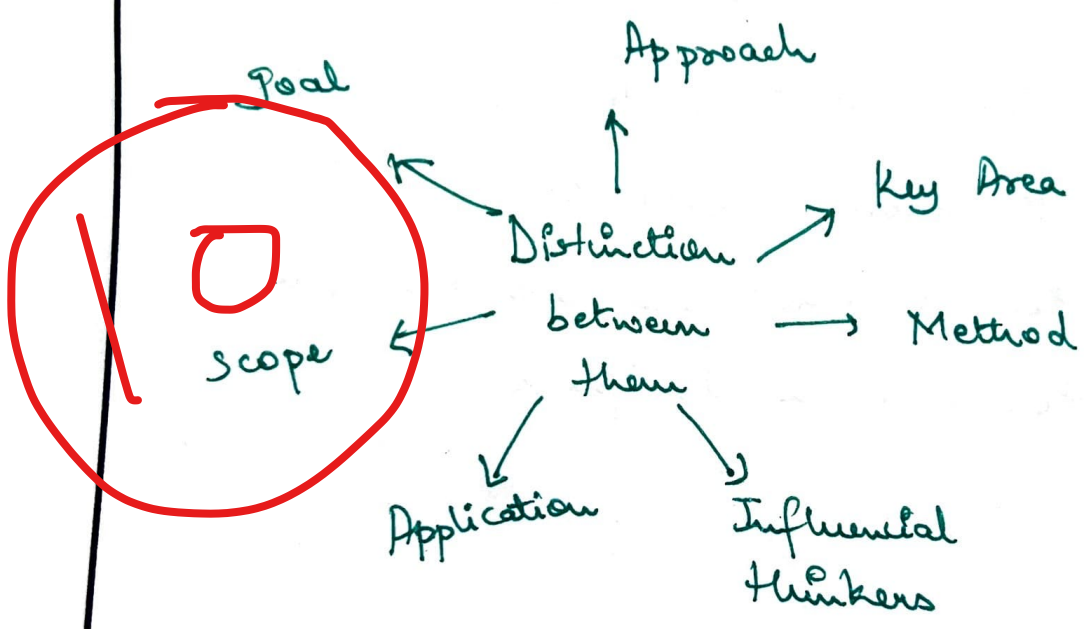 Goal
Approach
Key Area
Distinction
between
them
Method
Scope
Application
Influential
thinkers